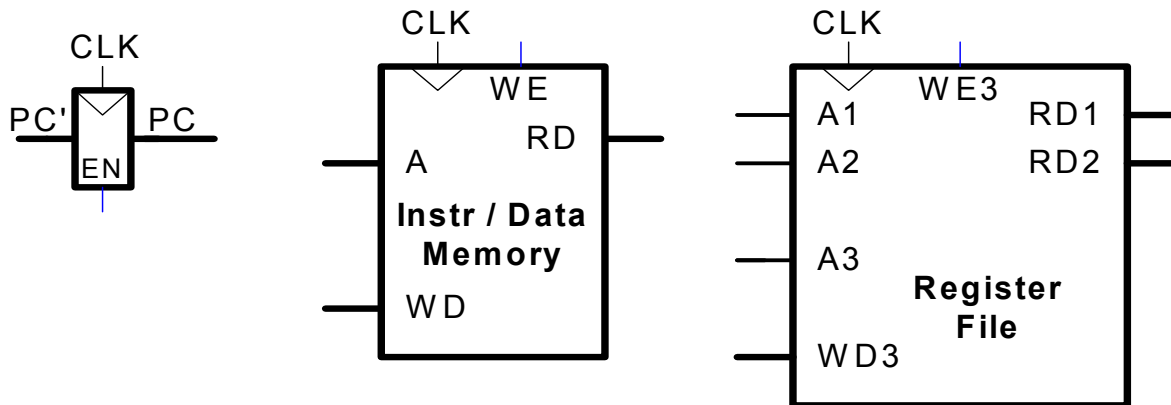 CLK
PC'
PC
EN
CLK
WE
RD
A
Instr / Data
Memory
WD
CLK
WE3
A1
RD1
A2
RD2
A3
Register
File
WD3